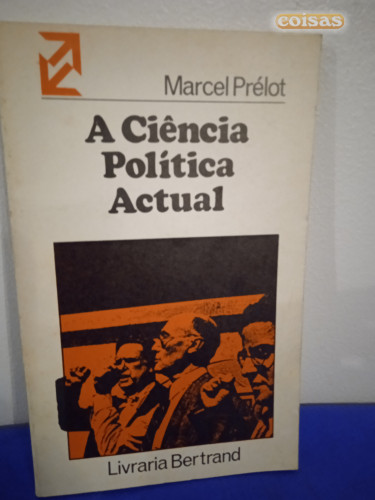 coisas
Marcel Prélot
A Ciência
Política
Actual
Livraria Bertrand